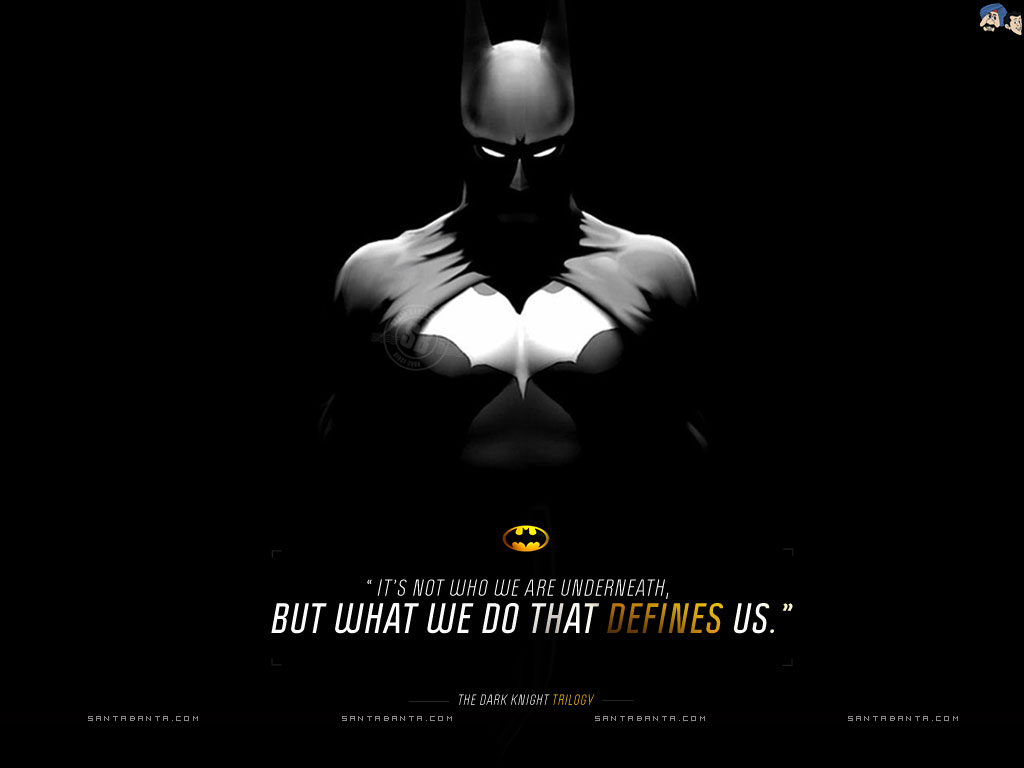 “ IT'S NOT WHO WE ARE UNDERNEATH,
BUT WHAT WE DO THAT DEFINES US.”
THE DARK KNIGHT TRILOGY
SANTABANTA.COM SANTABANTA.COM SANTABANTA.COM SANTABANTA.COM